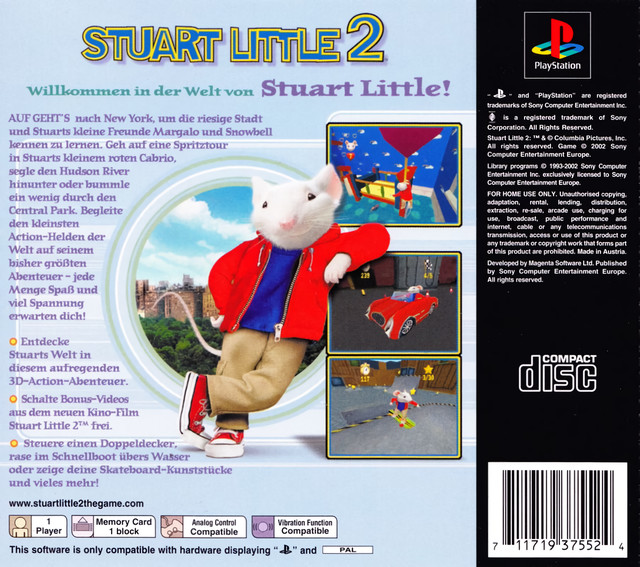 STUART LITTLE 2
Willkommen in der Welt von Stuart Little!
AUF GEHT'S nach New York, um die riesige Stadt
und Stuarts kleine Freunde Margalo und Snowbell
kennen zu lernen. Geh auf eine Spritztour
in Stuarts kleinem roten Cabrio,
segle den Hudson River
hinunter oder bummle
ein wenig durch den
Central Park. Begleite
den kleinsten
Action-Helden der
Welt auf seinem
bisher größten
Abenteuer - jede
Menge Spaß und
viel Spannung
erwarten dich!
Entdecke
Stuarts Welt in
diesem aufregenden
3D-Action-Abenteuer.
Schalte Bonus-Videos
aus dem neuen Kino-Film
Stuart Little 2™ frei.
Steuere einen Doppeldecker,
rase im Schnellboot übers Wasser
oder zeige deine Skateboard-Kunststücke
und vieles mehr!
www.stuartlittle2thegame.com
1
Player
Memory Card
1 block
Analog Control
Compatible
Vibration Function
Compatible
This software is only compatible with hardware displaying “ ” and PAL
229
4/5
117
3/30
PlayStation
“ ” and “PlayStation” are registered
trademarks of Sony Computer Entertainment Inc.
is a registered trademark of Sony
Corporation. All Rights Reserved.
Stuart Little 2: ™ & © Columbia Pictures, Inc.
All rights reserved. Game © 2002 Sony
Computer Entertainment Europe.
Library programs © 1993-2002 Sony Computer
Entertainment Inc. exclusively licensed to Sony
Computer Entertainment Europe.
FOR HOME USE ONLY. Unauthorised copying,
adaptation, rental, lending, distribution,
extraction, re-sale, arcade use, charging for
use, broadcast, public performance and
internet, cable or any telecommunications
transmission, access or use of this product or
any trademark or copyright work that forms part
of this product are prohibited. Made in Austria.
Developed by Magenta Software Ltd. Published
by Sony Computer Entertainment Europe.
All rights reserved.
COMPACT
disc
7 11719 37552 4